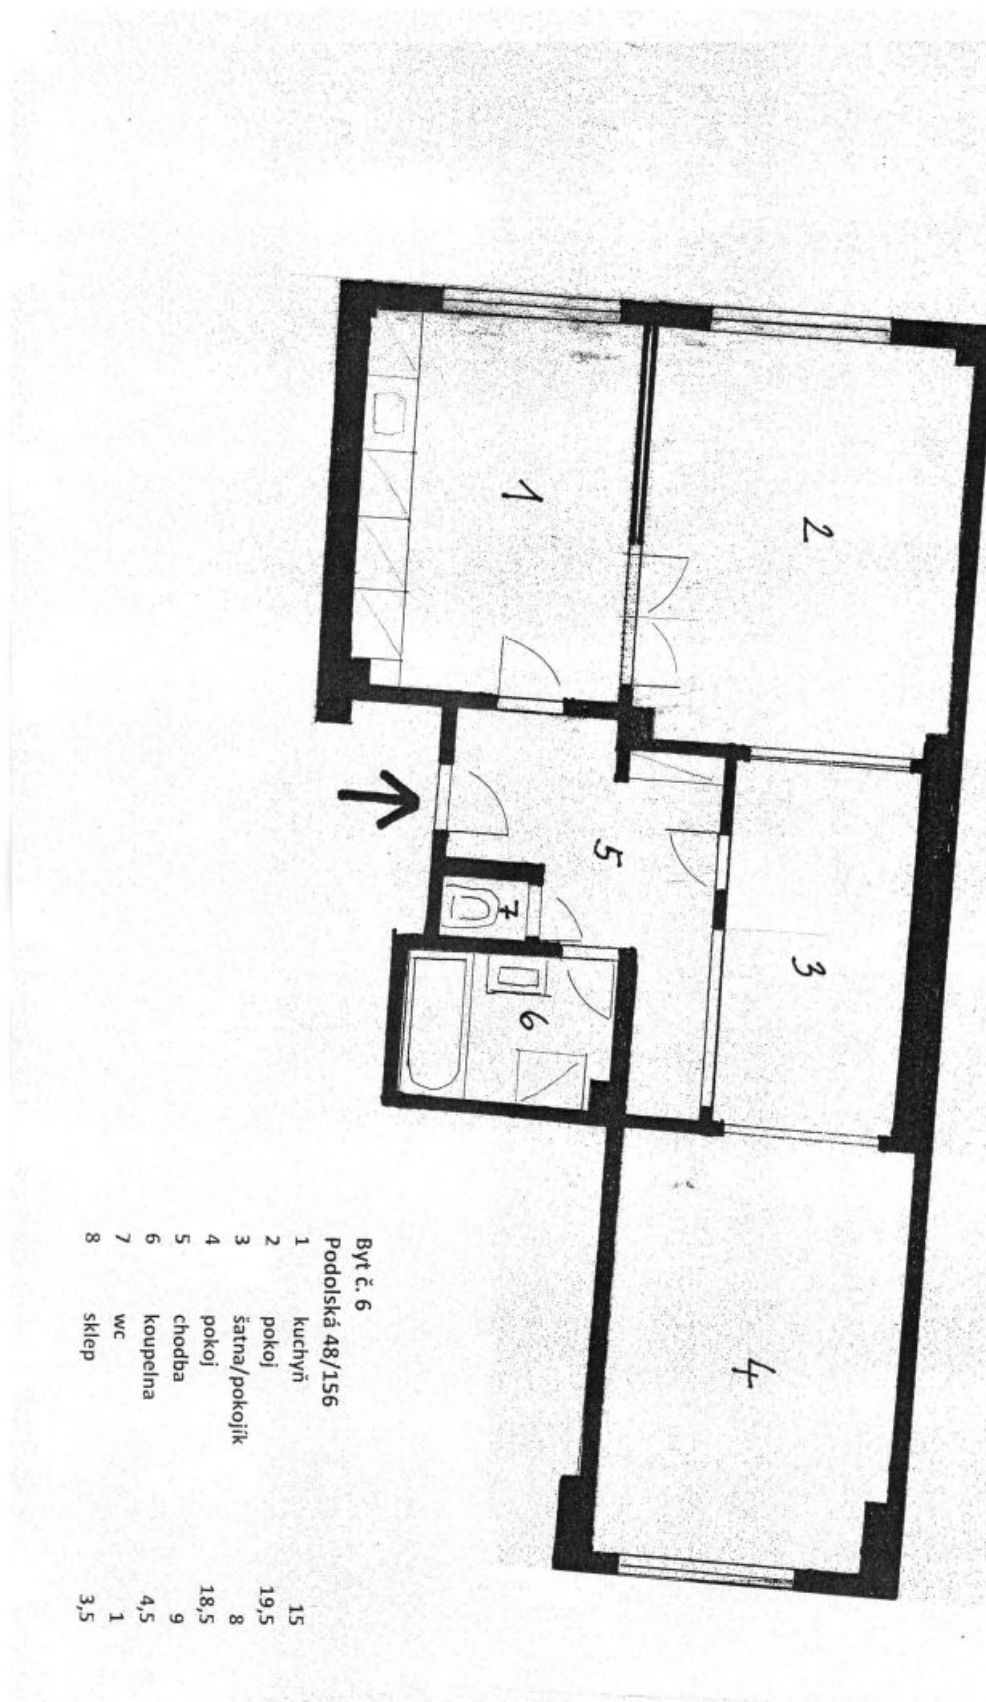 1
2
3
4
5
6
7
Byt č. 6
Podolská 48/156
1 kuchyň 15
2 pokoj 19,5
3 šatna/pokojík 8
4 pokoj 18,5
5 chodba 9
6 koupelna 4,5
7 wc 1
8 sklep 3,5